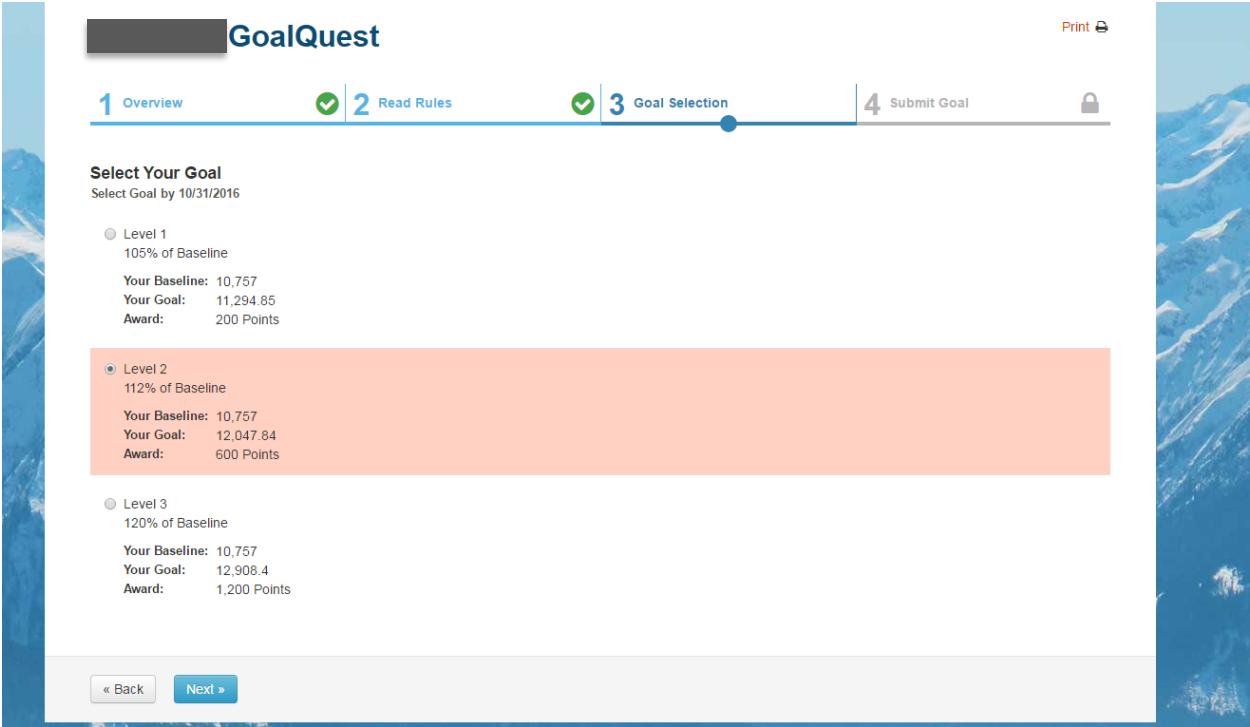 GoalQuest
Print
1 Overview 2 Read Rules 3 Goal Selection 4 Submit Goal
Select Your Goal
Select Goal by 10/31/2016
Level 1
105% of Baseline
Your Baseline: 10,757
Your Goal: 11,294.85
Award: 200 Points
Level 2
112% of Baseline
Your Baseline: 10,757
Your Goal: 12,047.84
Award: 600 Points
Level 3
120% of Baseline
Your Baseline: 10,757
Your Goal: 12,908.4
Award: 1,200 Points
« Back Next »